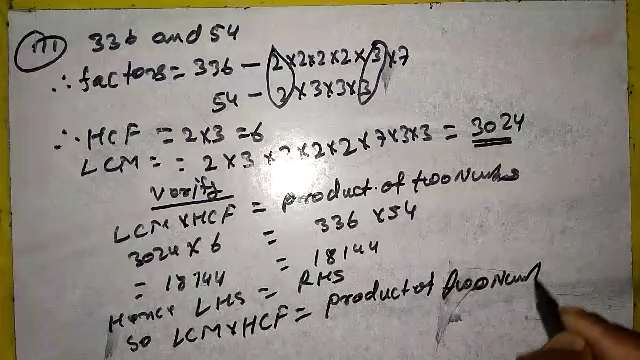 (III) 336 and 54
∴ factors = 336 - 2×2×2×2×3×7
54 - 2×3×3×3
∴ HCF = 2×3 = 6
LCM = : 2×3×2×2×2×7×3×3 = 3024
Verify
LCM×HCF = product of two Numbs
3024×6 = 336×54
= 18144 = 18144
Hence LHS = RHS
so LCM×HCF = product of two Num